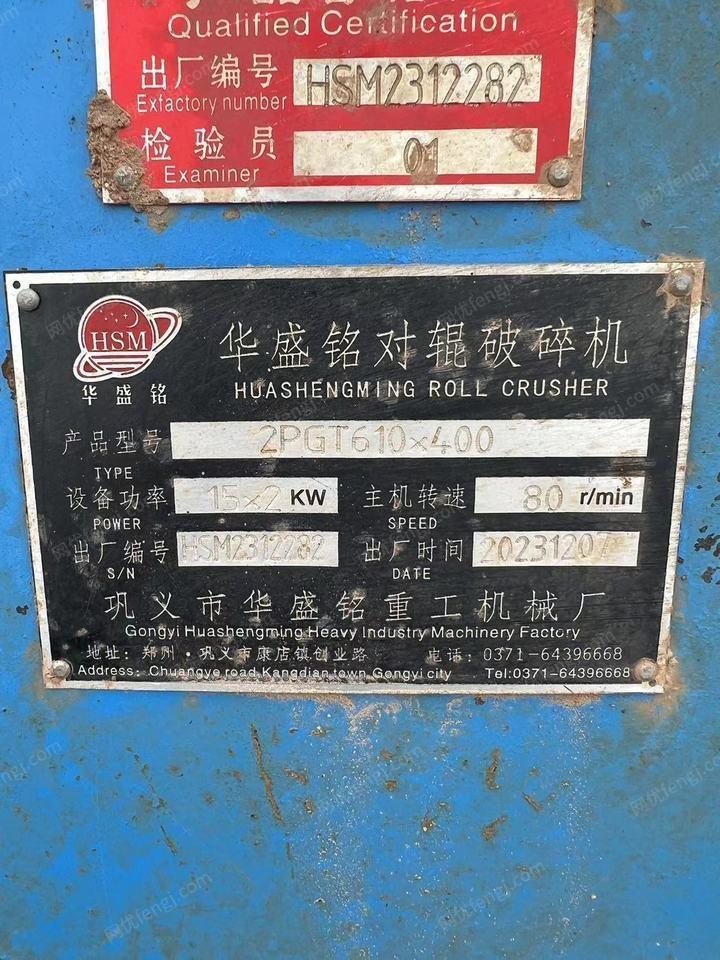 Qualified Certification
出厂编号 HSM2312282
Exfactory number
检验员 01
Examiner
HSM
华盛铭
华盛铭对辊破碎机
HUASHENGMING ROLL CRUSHER
产品型号 2PGT610×400
TYPE
设备功率 15×2 KW 主机转速 80 r/min
POWER SPEED
出厂编号 HSM2312282 出厂时间 20231207
S/N DATE
巩义市华盛铭重工机械厂
Gongyi Huashengming Heavy Industry Machinery Factory
地址: 郑州·巩义市康店镇创业路 电话: 0371-64396668
Address: Chuangye road Kangdian town Gongyi city Tel:0371-64396668